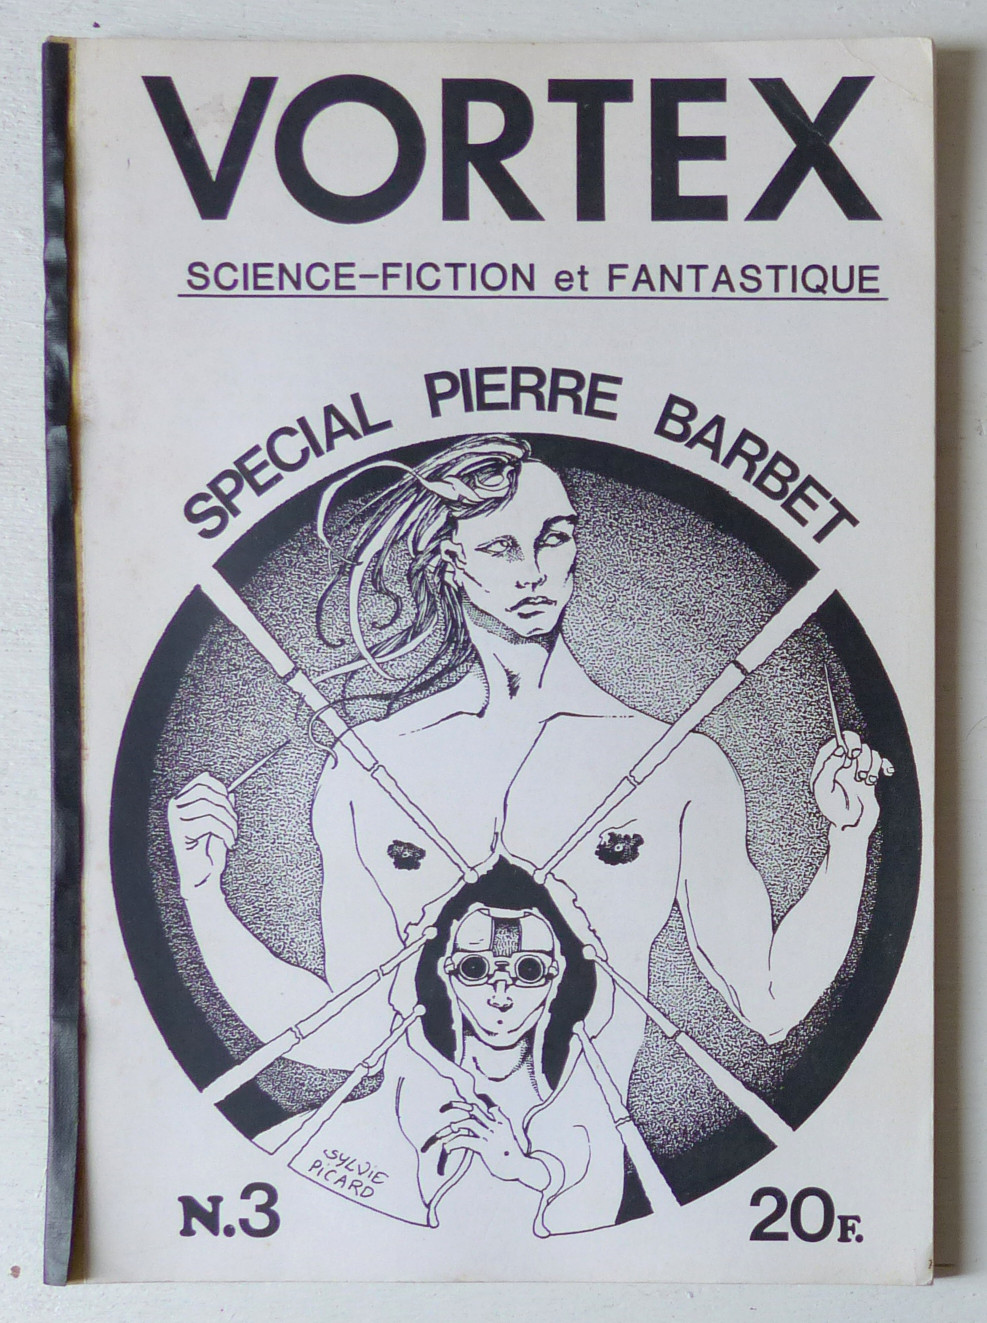 VORTEX
SCIENCE-FICTION et FANTASTIQUE
SPECIAL PIERRE BARBET
SYLViE
PiCARD
N.3
20F.